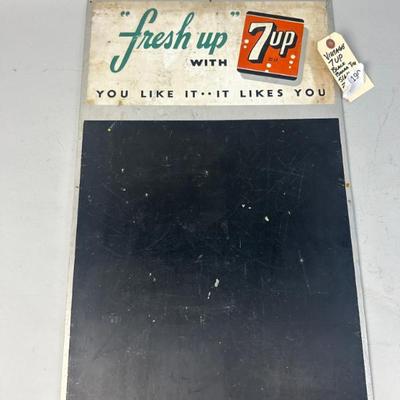 "fresh up"
WITH
7up
YOU LIKE IT··IT LIKES YOU
VINTAGE
7UP